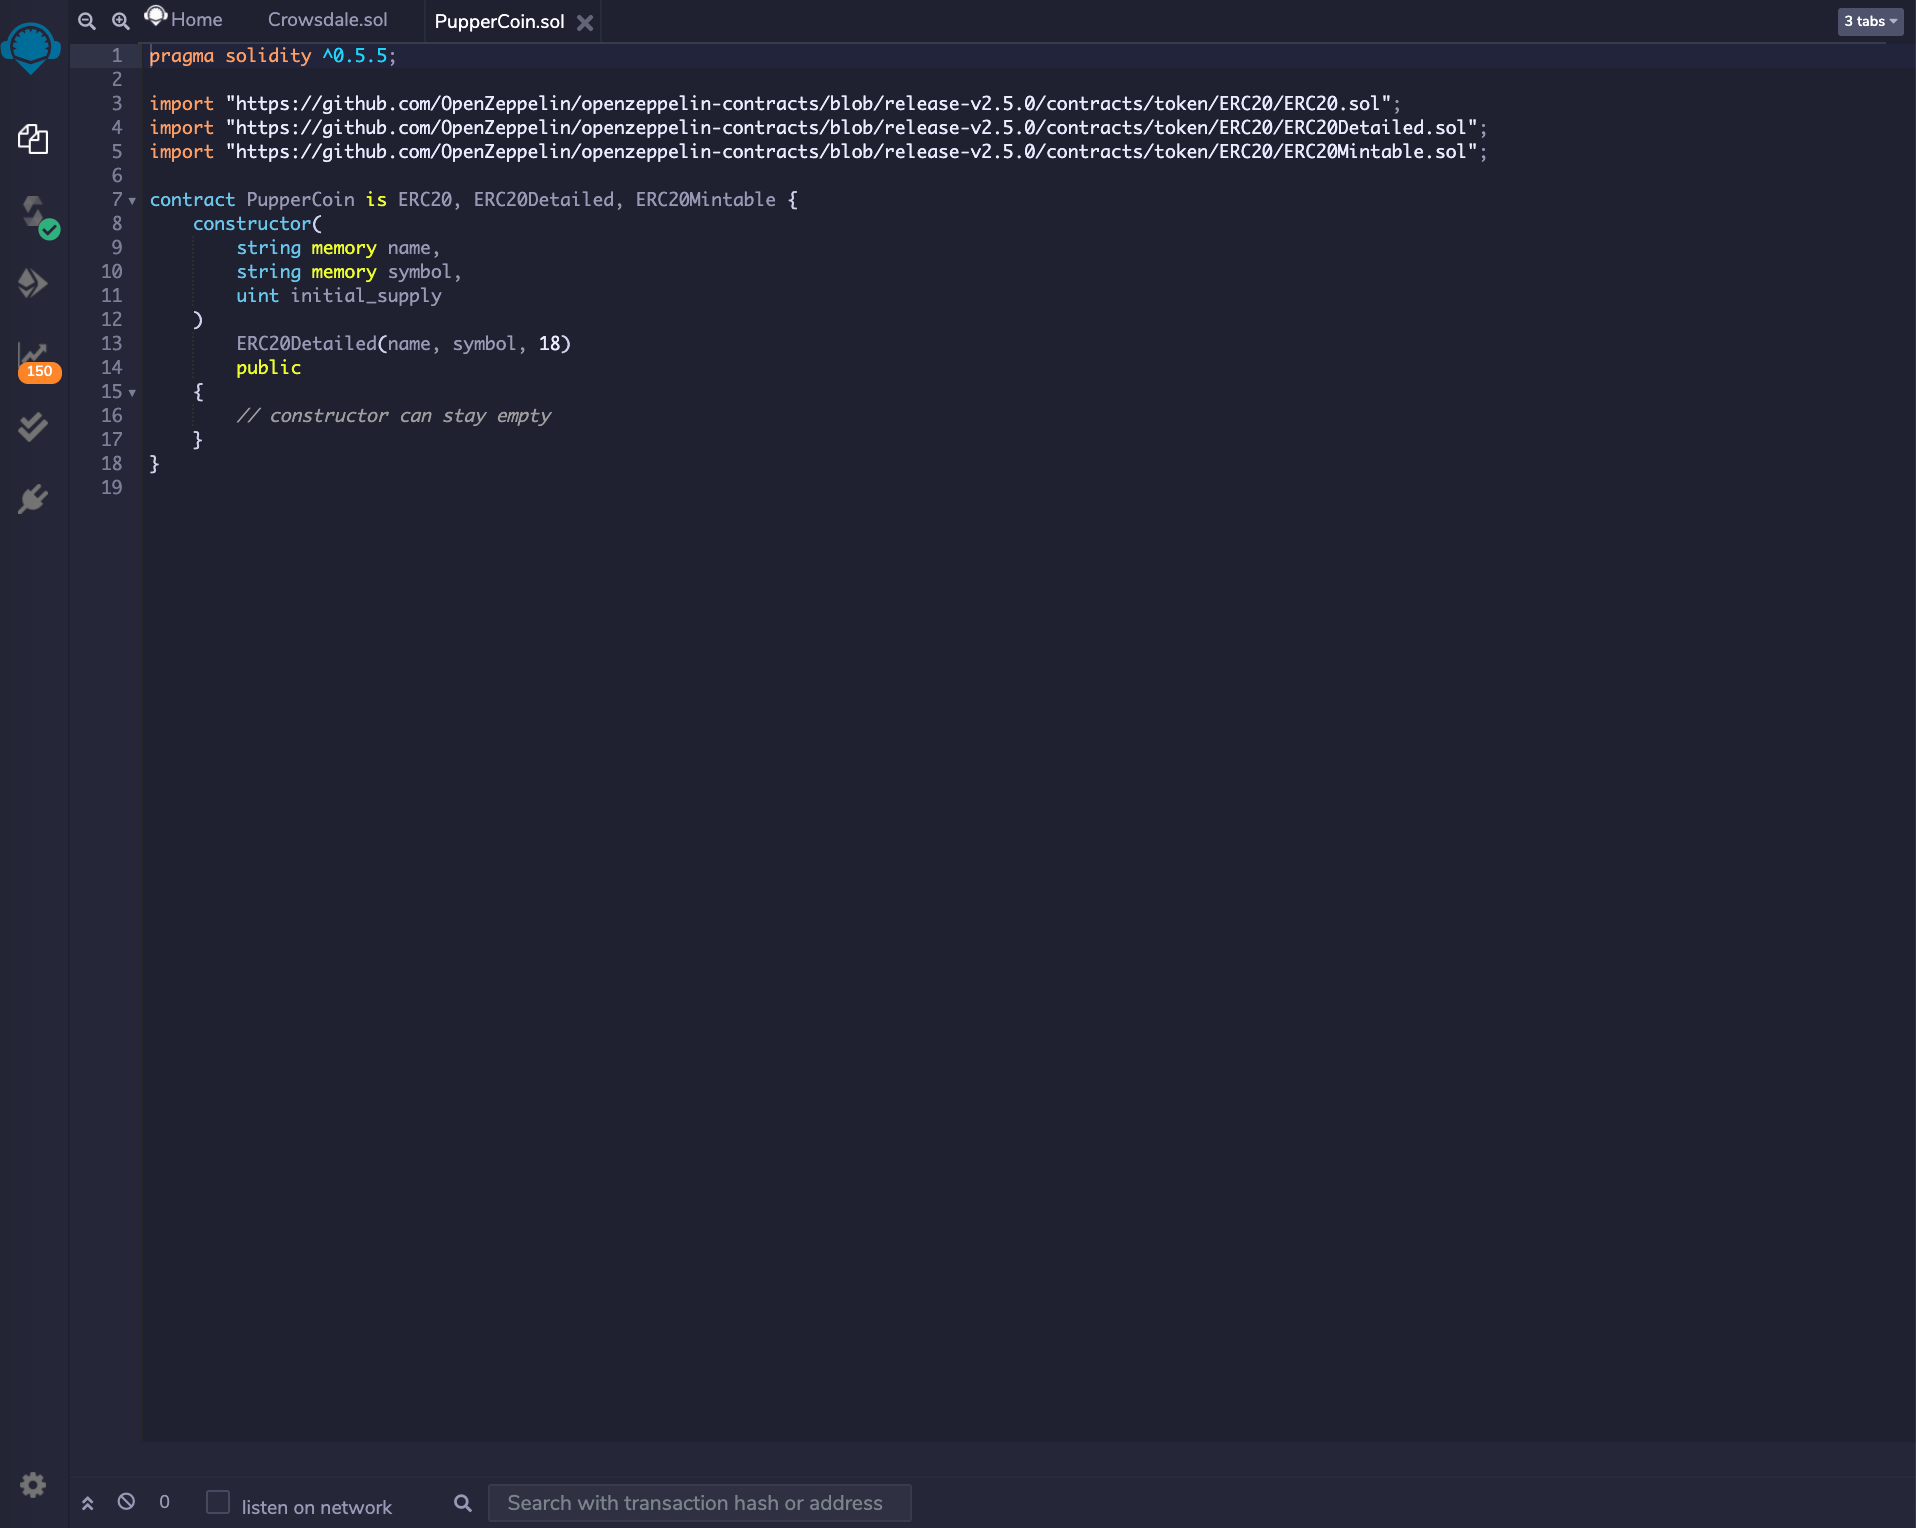 Home Crowsdale.sol PupperCoin.sol 3 tabs
1 pragma solidity ^0.5.5;
2
3 import "https://github.com/OpenZeppelin/openzeppelin-contracts/blob/release-v2.5.0/contracts/token/ERC20/ERC20.sol";
4 import "https://github.com/OpenZeppelin/openzeppelin-contracts/blob/release-v2.5.0/contracts/token/ERC20/ERC20Detailed.sol";
5 import "https://github.com/OpenZeppelin/openzeppelin-contracts/blob/release-v2.5.0/contracts/token/ERC20/ERC20Mintable.sol";
6
7 contract PupperCoin is ERC20, ERC20Detailed, ERC20Mintable {
8 constructor(
9 string memory name,
10 string memory symbol,
11 uint initial_supply
12 )
13 ERC20Detailed(name, symbol, 18)
14 public
15 {
16 // constructor can stay empty
17 }
18 }
19
150
0 listen on network Search with transaction hash or address